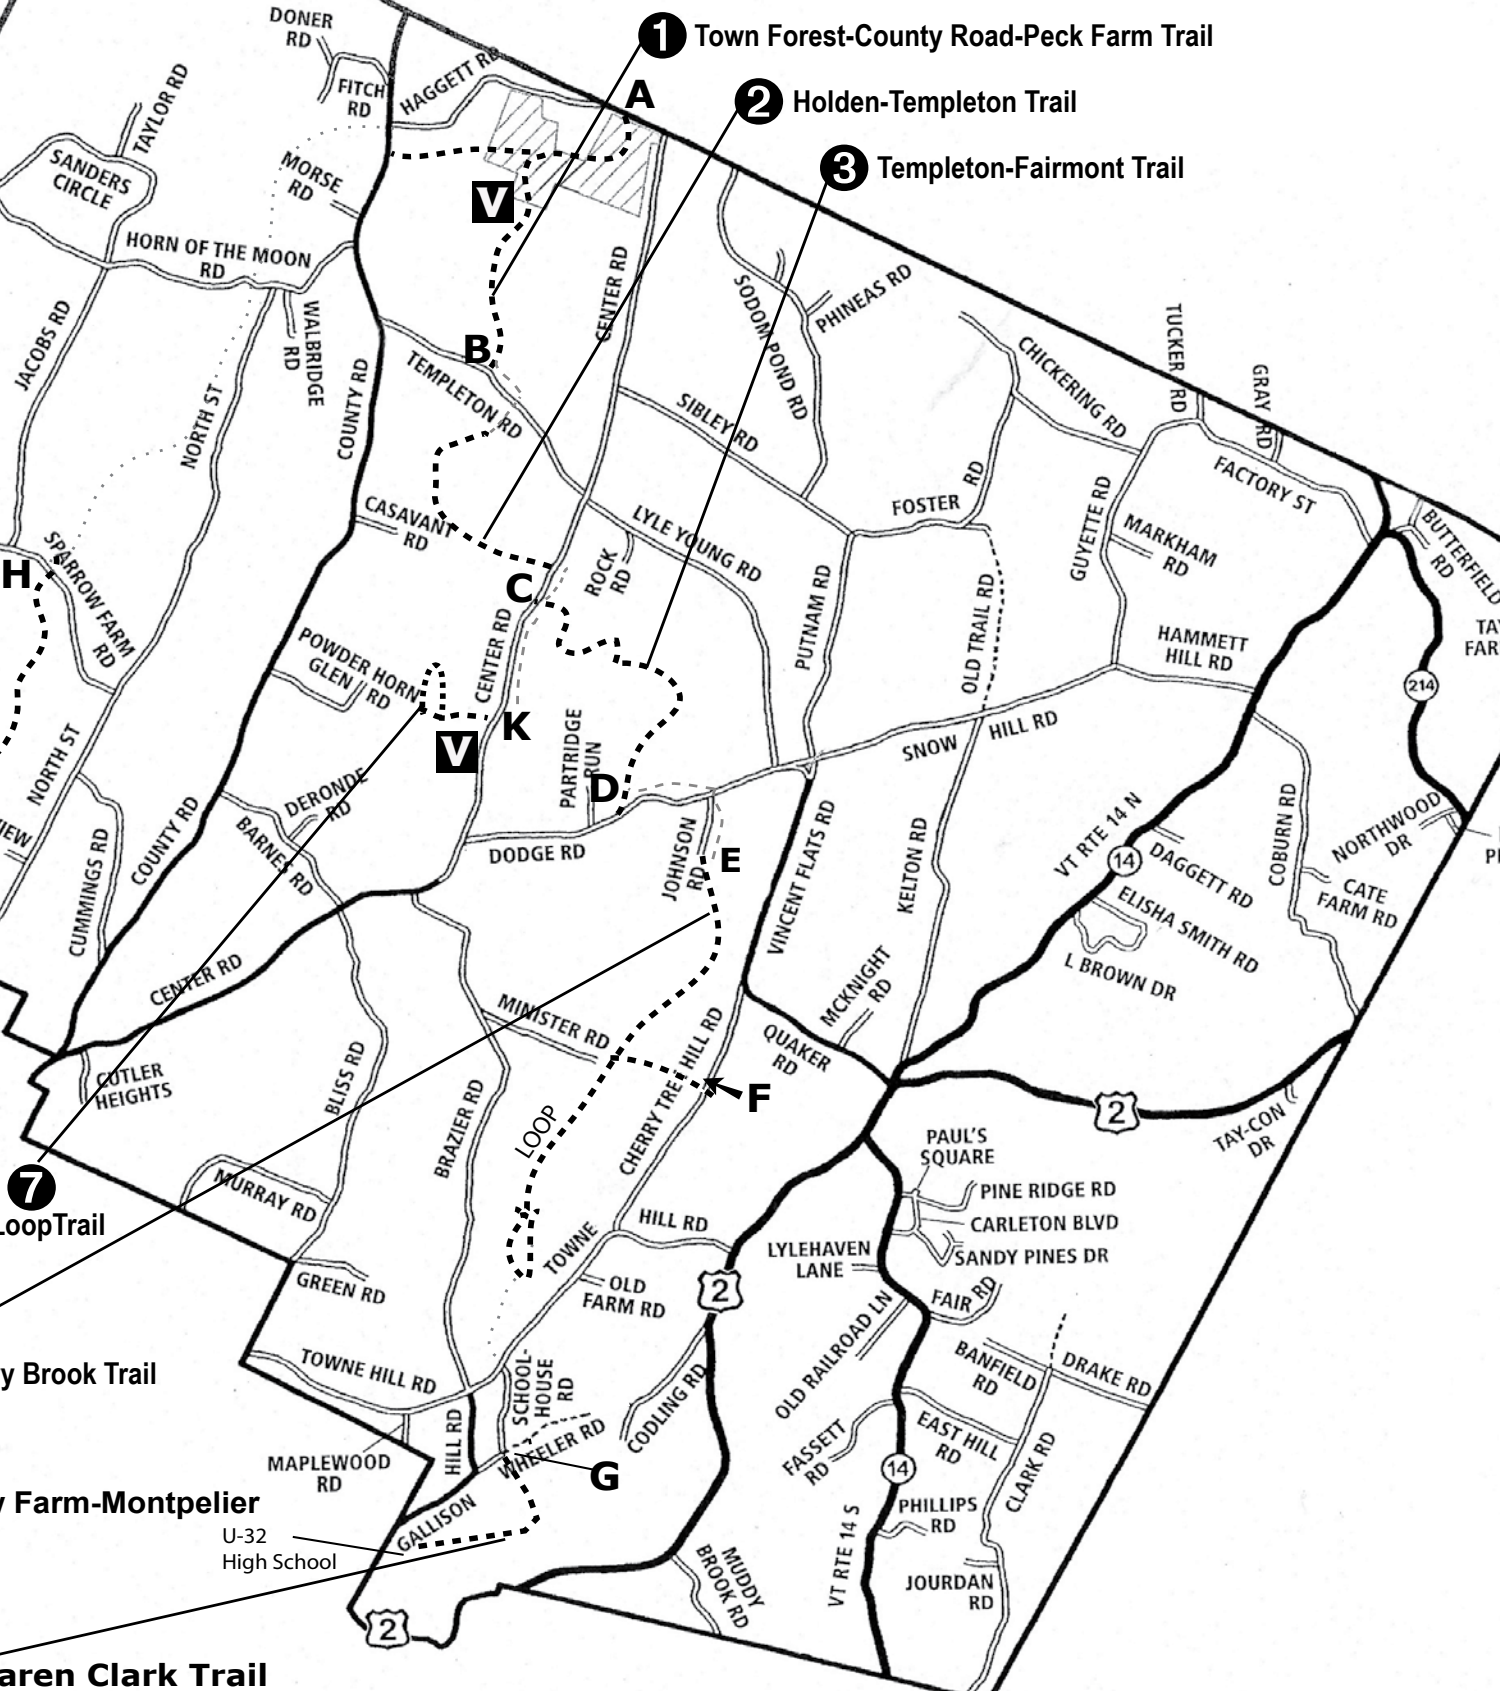 1 Town Forest-County Road-Peck Farm Trail
2 Holden-Templeton Trail
3 Templeton-Fairmont Trail
DONER
RD
FITCH
RD
HAGGETT RD
A
TAYLOR RD
SANDERS
CIRCLE
MORSE
RD
V
HORN OF THE MOON
RD
CENTER RD
SODOM POND RD
PHINEAS RD
JACOBS RD
WALBRIDGE
RD
NORTH ST
COUNTY RD
B
TEMPLETON RD
SIBLEY RD
CHICKERING RD
TUCKER RD
GRAY RD
FACTORY ST
FOSTER RD
GUYETTE RD
MARKHAM
RD
BUTTERFIELD
RD
CASAVANT
RD
LYLE YOUNG RD
ROCK
RD
C
H
SPARROW FARM
RD
PUTNAM RD
OLD TRAIL RD
HAMMETT
HILL RD
TA
FAR
214
POWDER HORN
GLEN RD
CENTER RD
K
V
PARTRIDGE
RUN
D
SNOW HILL RD
NORTH ST
IEW
DERONDE
RD
BARNES RD
COUNTY RD
CUMMINGS RD
DODGE RD
JOHNSON
RD
E
VINCENT FLATS RD
KELTON RD
VT RTE 14 N
14
DAGGETT RD
ELISHA SMITH RD
L BROWN DR
COBURN RD
NORTHWOOD
DR
P
CATE
FARM RD
CENTER RD
MINISTER RD
MCKNIGHT
RD
QUAKER
RD
CUTLER
HEIGHTS
BLISS RD
BRAZIER RD
LOOP
CHERRY TREE HILL RD
F
2
TAY-CON
DR
PAUL'S
SQUARE
PINE RIDGE RD
CARLETON BLVD
SANDY PINES DR
7
LoopTrail
MURRAY RD
HILL RD
TOWNE
LYLEHAVEN
LANE
GREEN RD
OLD
FARM RD
2
FAIR RD
OLD RAILROAD LN
BANFIELD
RD
DRAKE RD
y Brook Trail
TOWNE HILL RD
SCHOOL-
HOUSE
RD
CODLING RD
FASSETT
RD
EAST HILL
RD
CLARK RD
MAPLEWOOD
RD
HILL RD
WHEELER RD
G
14
y Farm-Montpelier
U-32
High School
GALLISON
PHILLIPS
RD
VT RTE 14 S
MUDDY
BROOK RD
JOURDAN
RD
2
aren Clark Trail